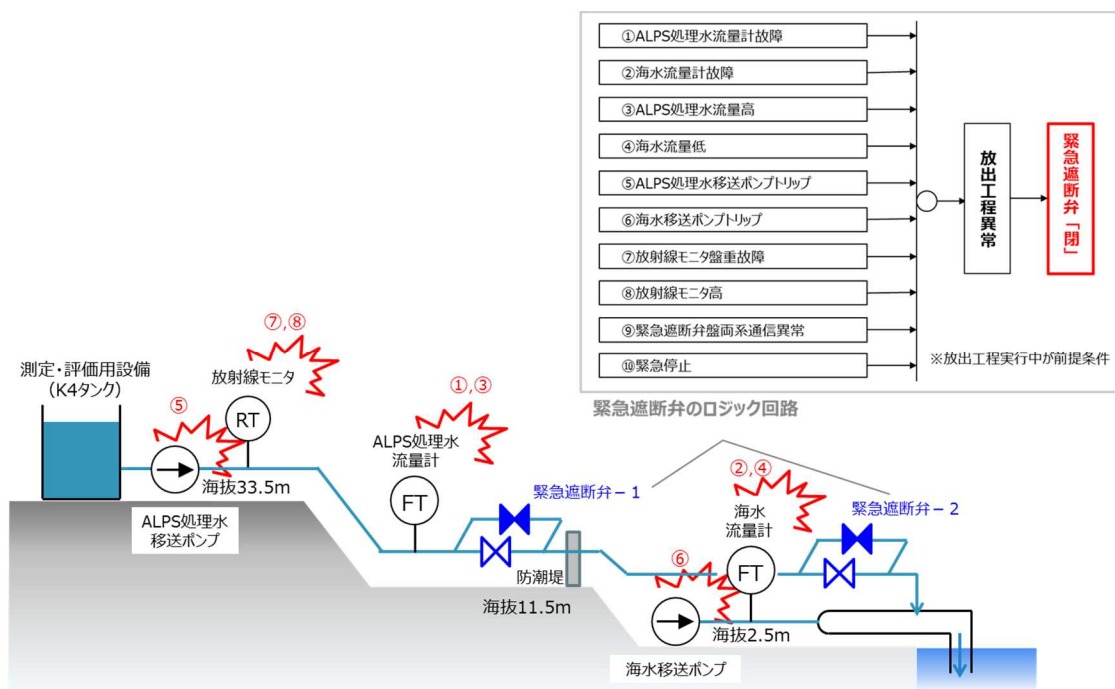 ①ALPS処理水流量計故障
②海水流量計故障
③ALPS処理水流量高
④海水流量低
⑤ALPS処理水移送ポンプトリップ
⑥海水移送ポンプトリップ
⑦放射線モニタ盤重故障
⑧放射線モニタ高
⑨緊急遮断弁盤両系通信異常
⑩緊急停止
放出工程異常
緊急遮断弁「閉」
※放出工程実行中が前提条件
緊急遮断弁のロジック回路
測定・評価用設備
(K4タンク)
⑤
⑦,⑧
放射線モニタ
RT
海抜33.5m
ALPS処理水
移送ポンプ
①,③
ALPS処理水
流量計
FT
緊急遮断弁－1
防潮堤
海抜11.5m
②,④
海水
流量計
FT
緊急遮断弁－2
⑥
海抜2.5m
海水移送ポンプ